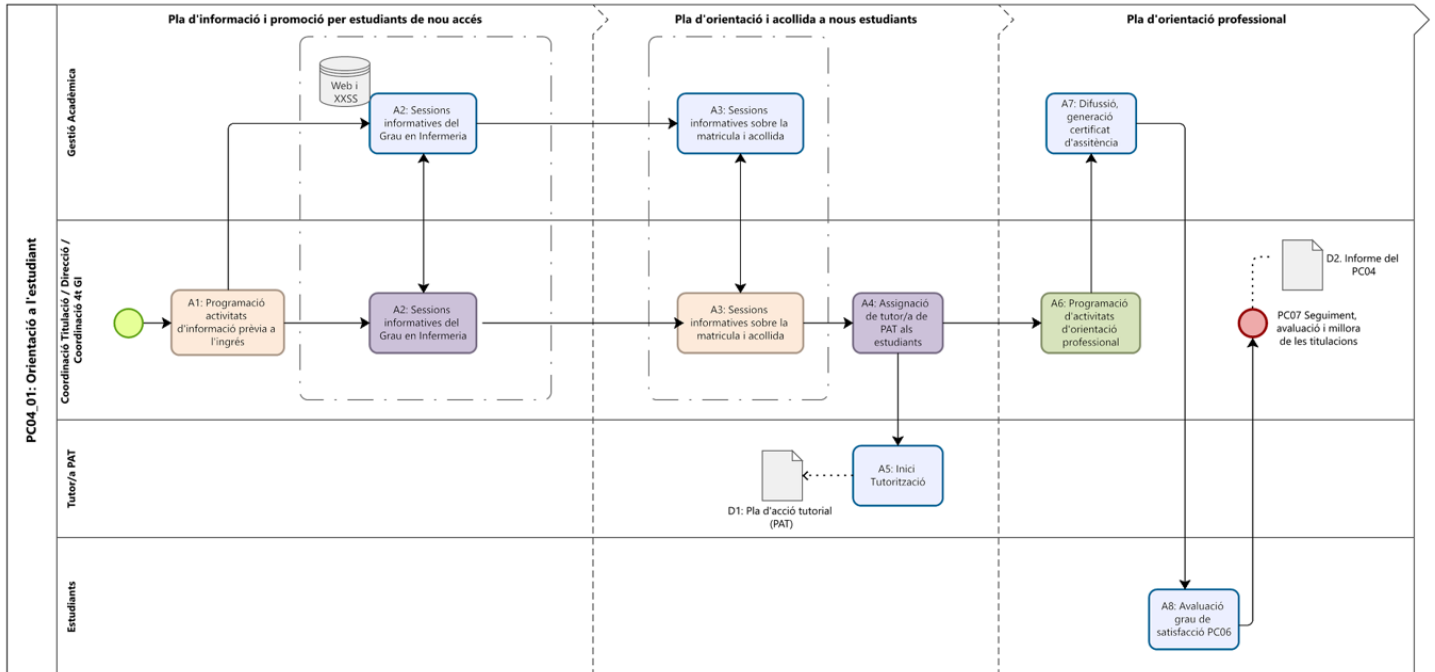 Pla d'informació i promoció per estudiants de nou accés
Pla d'orientació i acollida a nous estudiants
Pla d'orientació professional
PC04_01: Orientació a l'estudiant
Gestió Acadèmica
Web i
XXSS
A2: Sessions
informatives del
Grau en Infermeria
A3: Sessions
informatives sobre la
matricula i acollida
A7: Difussió,
generació
certificat
d'assitència
Coordinació Titulació / Direcció /
Coordinació 4t GI
A1: Programació
activitats
d'informació prèvia a
l'ingrés
A2: Sessions
informatives del
Grau en Infermeria
A3: Sessions
informatives sobre la
matricula i acollida
A4: Assignació
de tutor/a de
PAT als
estudiants
A6: Programació
d'activitats
d'orientació
professional
D2. Informe del
PC04
PC07 Seguiment,
avaluació i millora
de les titulacions
Tutor/a PAT
D1: Pla d'acció tutorial
(PAT)
A5: Inici
Tutorització
Estudiants
A8: Avaluació
grau de
satisfacció PC06